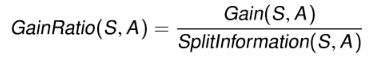 GainRatio(S, A) = Gain(S, A) / SplitInformation(S, A)